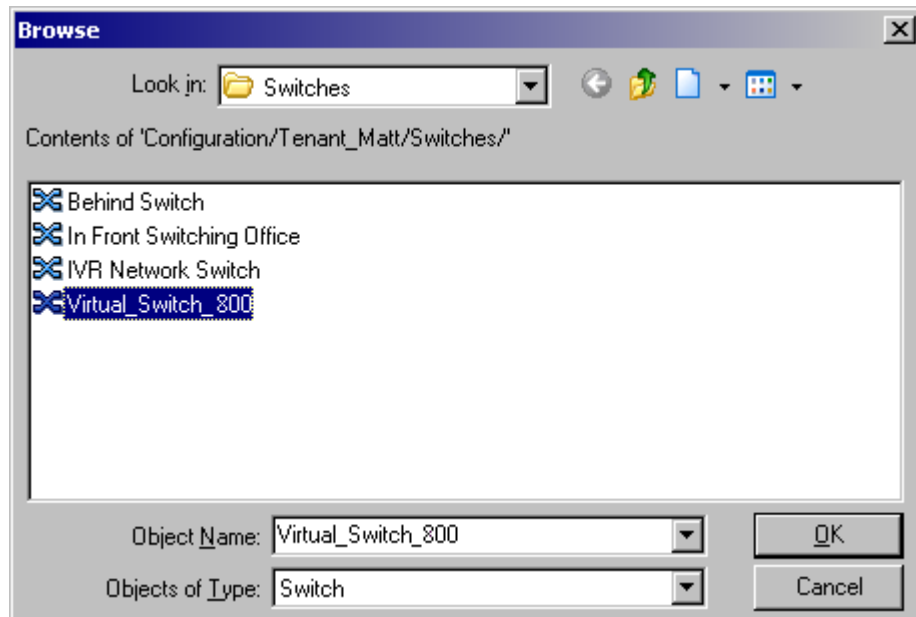 Browse
Look in: Switches
Contents of 'Configuration/Tenant_Matt/Switches/'
Behind Switch
In Front Switching Office
IVR Network Switch
Virtual_Switch_800
Object Name: Virtual_Switch_800 OK
Objects of Type: Switch Cancel